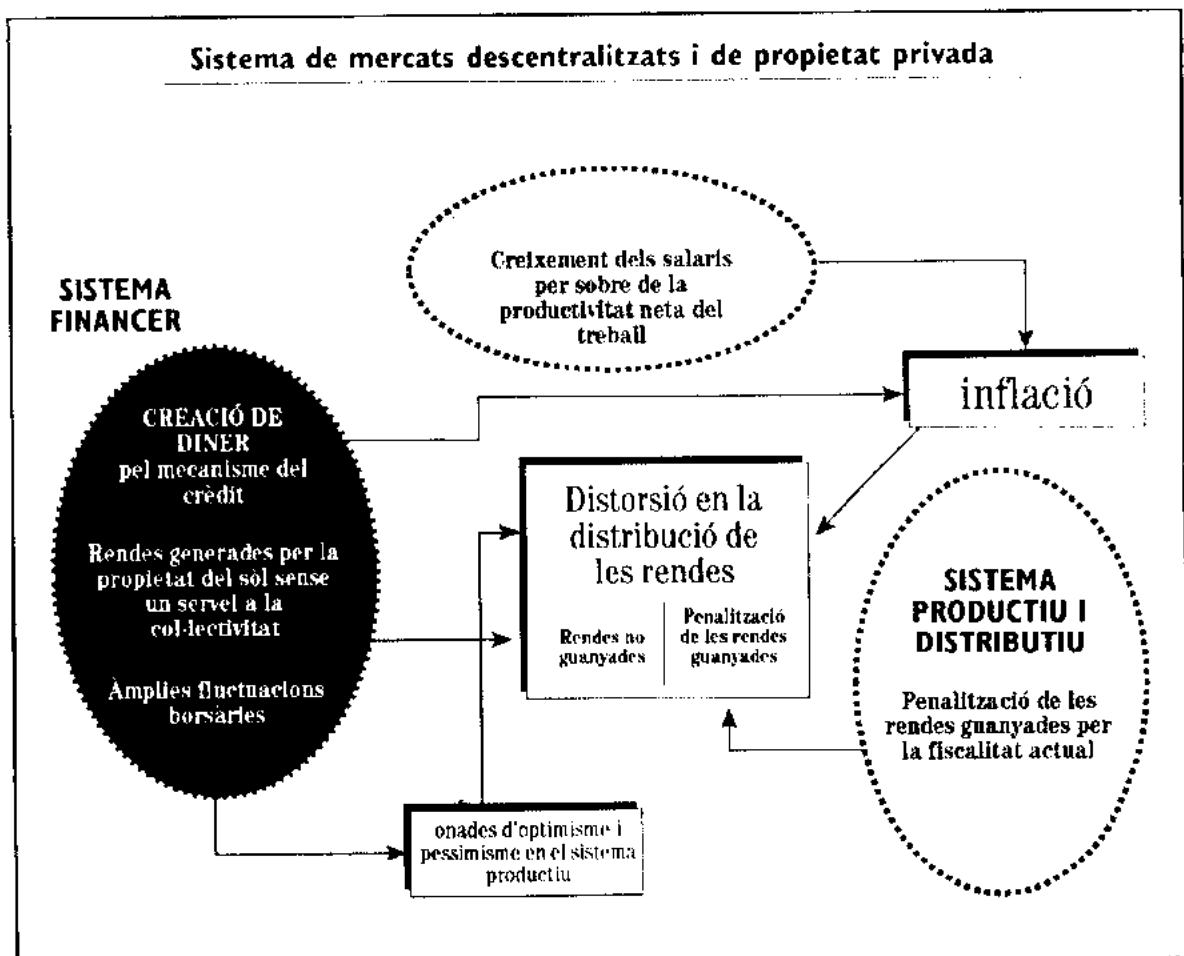 Sistema de mercats descentralitzats i de propietat privada
Creixement dels salaris
per sobre de la
productivitat neta del
treball
SISTEMA
FINANCER
inflació
CREACIÓ DE
DINER
pel mecanisme del
crèdit
Rendes generades per la
propietat del sòl sense
un servei a la
col·lectivitat
Àmplies fluctuacions
borsàries
Distorsió en la
distribució de
les rendes
Rendes no
guanyades
Penalització
de les rendes
guanyades
SISTEMA
PRODUCTIU I
DISTRIBUTIU
Penalització de les
rendes guanyades per
la fiscalitat actual
onades d'optimisme i
pessimisme en el sistema
productiu